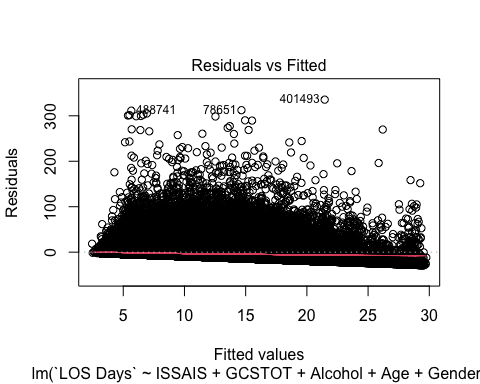 Residuals vs Fitted
401493
488741
78651
Residuals
300
200
100
0
5 10 15 20 25 30
Fitted values
lm(`LOS Days` ~ ISSAIS + GCSTOT + Alcohol + Age + Gender